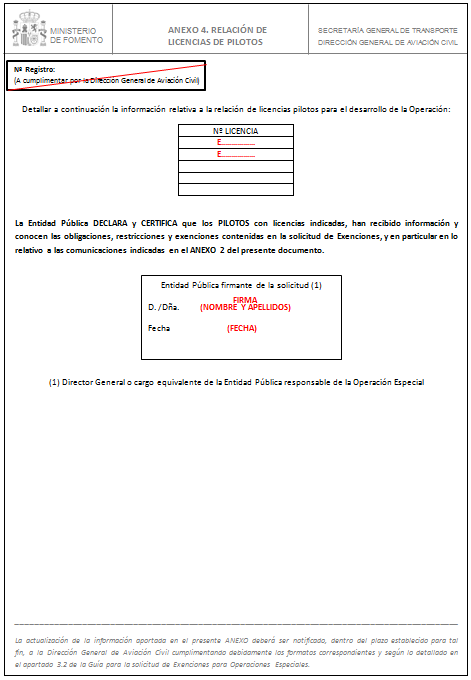 MINISTERIO
DE FOMENTO
ANEXO 4. RELACIÓN DE
LICENCIAS DE PILOTOS
SECRETARÍA GENERAL DE TRANSPORTE
DIRECCIÓN GENERAL DE AVIACIÓN CIVIL
Nº Registro:
(A cumplimentar por la Dirección General de Aviación Civil)
Detallar a continuación la información relativa a la relación de licencias pilotos para el desarrollo de la Operación:
Nº LICENCIA
E................
E................
La Entidad Pública DECLARA y CERTIFICA que los PILOTOS con licencias indicadas, han recibido información y
conocen las obligaciones, restricciones y exenciones contenidas en la solicitud de Exenciones, y en particular en lo
relativo a las comunicaciones indicadas en el ANEXO 2 del presente documento.
Entidad Pública firmante de la solicitud (1)
FIRMA
D. /Dña. (NOMBRE Y APELLIDOS)
Fecha (FECHA)
(1) Director General o cargo equivalente de la Entidad Pública responsable de la Operación Especial
La actualización de la información aportada en el presente ANEXO deberá ser notificada, dentro del plazo establecido para tal
fin, a la Dirección General de Aviación Civil cumplimentando debidamente los formatos correspondientes y según lo detallado en
el apartado 3.2 de la Guía para la solicitud de Exenciones para Operaciones Especiales.